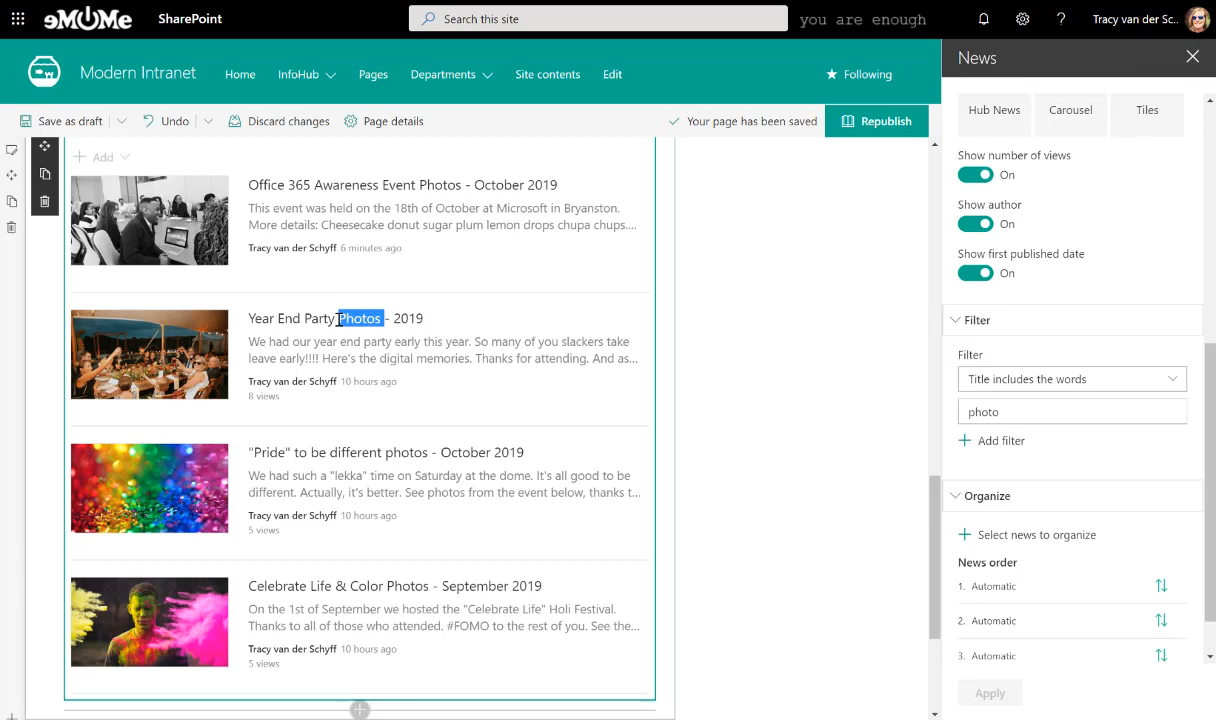 eMOMe
SharePoint
Search this site
you are enough
Tracy van der Sc..
Modern Intranet
Home
InfoHub
Pages
Departments
Site contents
Edit
Following
News
Save as draft
Undo
Discard changes
Page details
Your page has been saved
Republish
Hub News
Carousel
Tiles
Add
Show number of views
On
Show author
On
Show first published date
On
Office 365 Awareness Event Photos - October 2019
This event was held on the 18th of October at Microsoft in Bryanston.
More details: Cheesecake donut sugar plum lemon drops chupa chups....
Tracy van der Schyff 6 minutes ago
Year End Party Photos - 2019
We had our year end party early this year. So many of you slackers take
leave early!!!! Here's the digital memories. Thanks for attending. And as...
Tracy van der Schyff 10 hours ago
8 views
"Pride" to be different photos - October 2019
We had such a "lekka" time on Saturday at the dome. It's all good to be
different. Actually, it's better. See photos from the event below, thanks t...
Tracy van der Schyff 10 hours ago
5 views
Celebrate Life & Color Photos - September 2019
On the 1st of September we hosted the "Celebrate Life" Holi Festival.
Thanks to all of those who attended. #FOMO to the rest of you. See the...
Tracy van der Schyff 10 hours ago
5 views
Filter
Filter
Title includes the words
photo
Add filter
Organize
Select news to organize
News order
1. Automatic
2. Automatic
3. Automatic
Apply